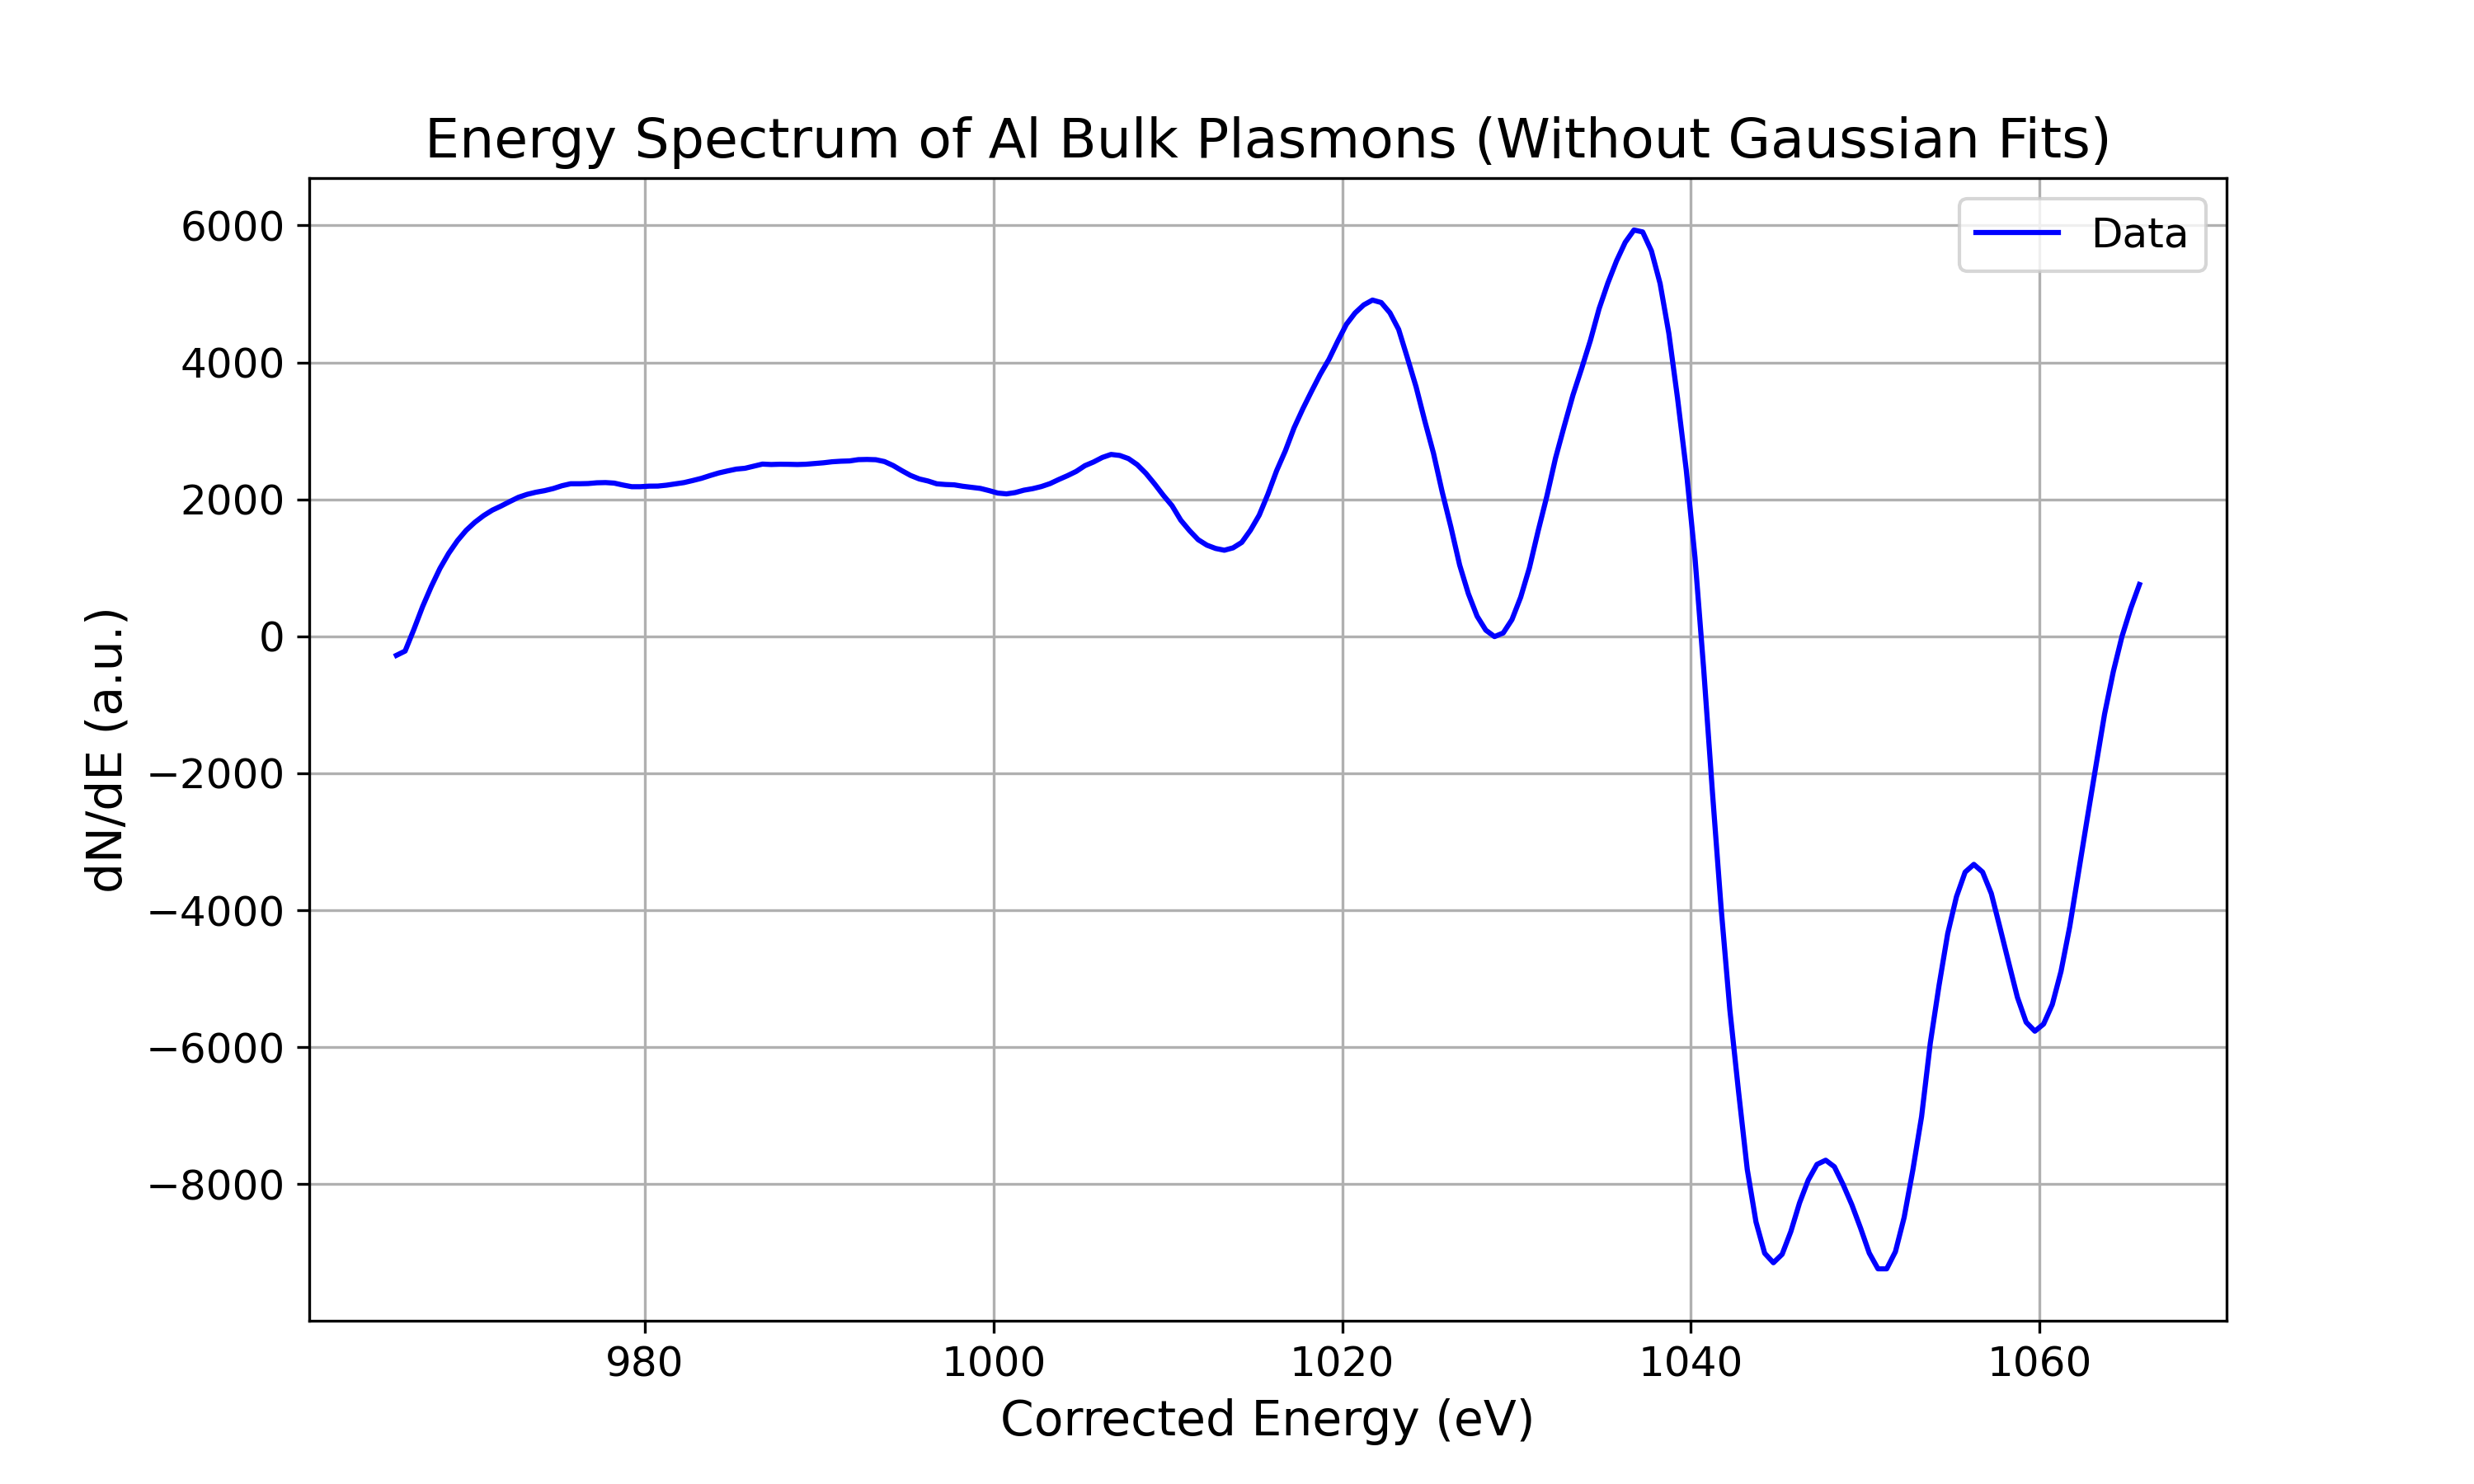 Energy Spectrum of Al Bulk Plasmons (Without Gaussian Fits)
Data
6000
4000
2000
0
−2000
−4000
−6000
−8000
dN/dE (a.u.)
980 1000 1020 1040 1060
Corrected Energy (eV)